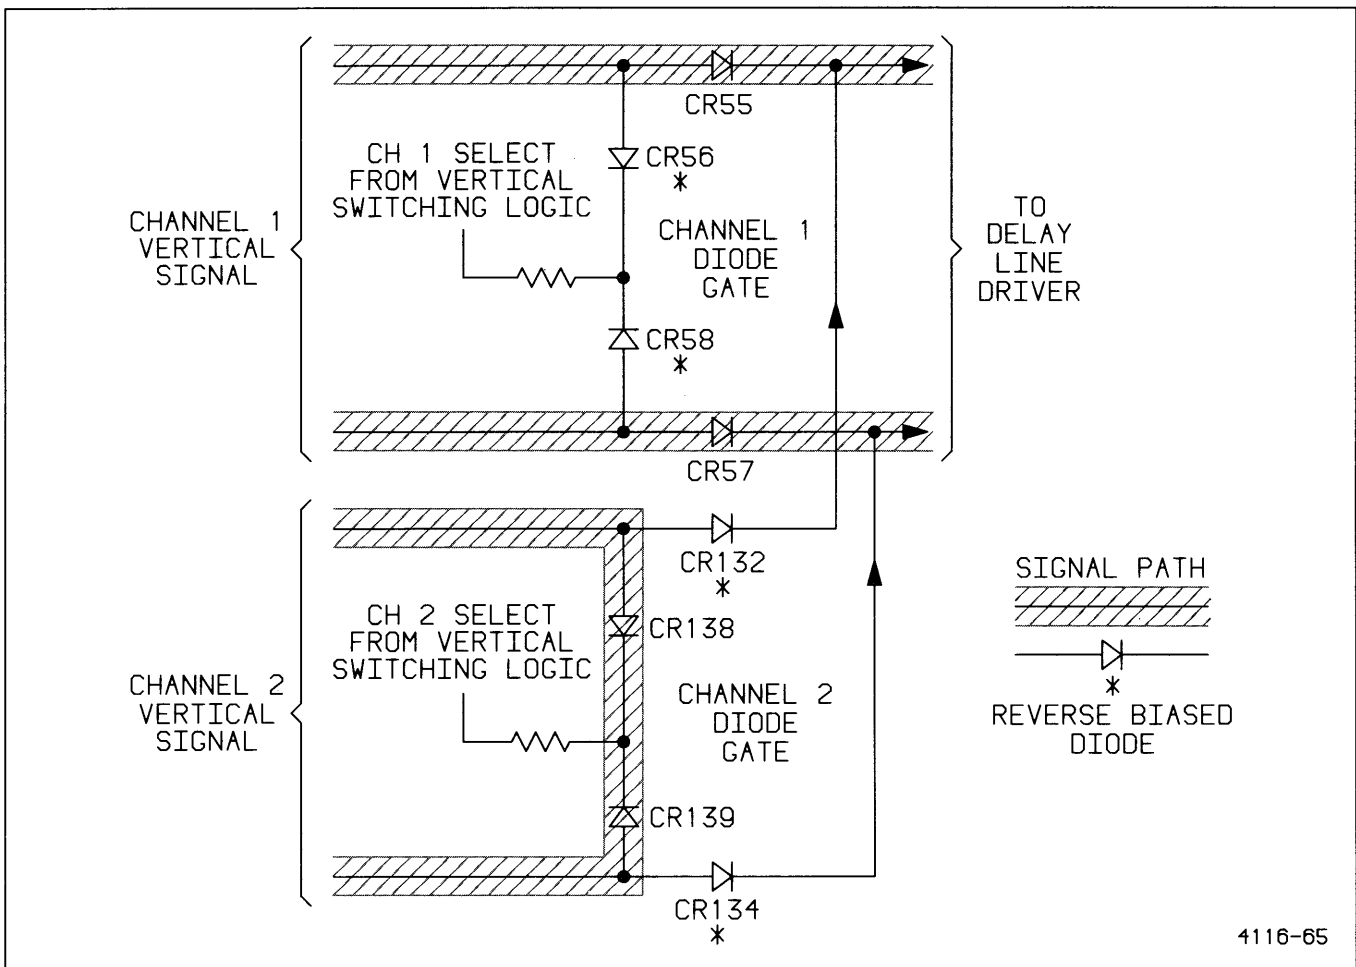 CR55
CH 1 SELECT
FROM VERTICAL
SWITCHING LOGIC
CR56
*
CHANNEL 1
VERTICAL
SIGNAL
CHANNEL 1
DIODE
GATE
TO
DELAY
LINE
DRIVER
CR58
*
CR57
CR132
*
CH 2 SELECT
FROM VERTICAL
SWITCHING LOGIC
CR138
CHANNEL 2
VERTICAL
SIGNAL
CHANNEL 2
DIODE
GATE
CR139
CR134
*
SIGNAL PATH
*
REVERSE BIASED
DIODE
4116-65